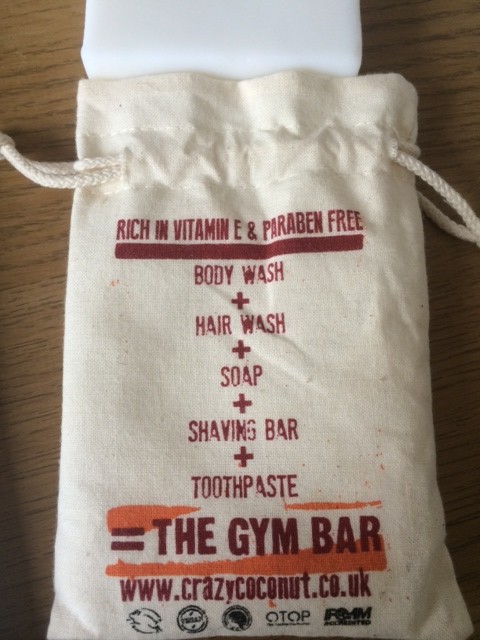 RICH IN VITAMIN E & PARABEN FREE
BODY WASH
+
HAIR WASH
+
SOAP
+
SHAVING BAR
+
TOOTHPASTE
= THE GYM BAR
www.crazycoconut.co.uk
VEGAN OTOP